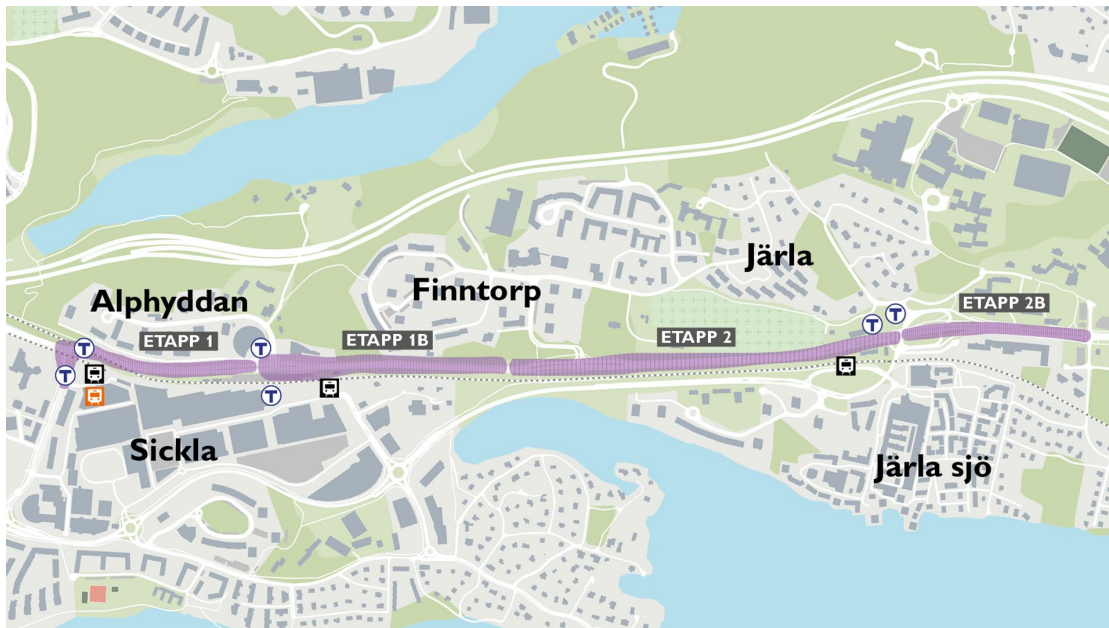 Järla
Finntorp
Alphyddan
ETAPP 2B
ETAPP 1
ETAPP 1B
ETAPP 2
T
T
T
T
T
T
Sickla
Järla sjö